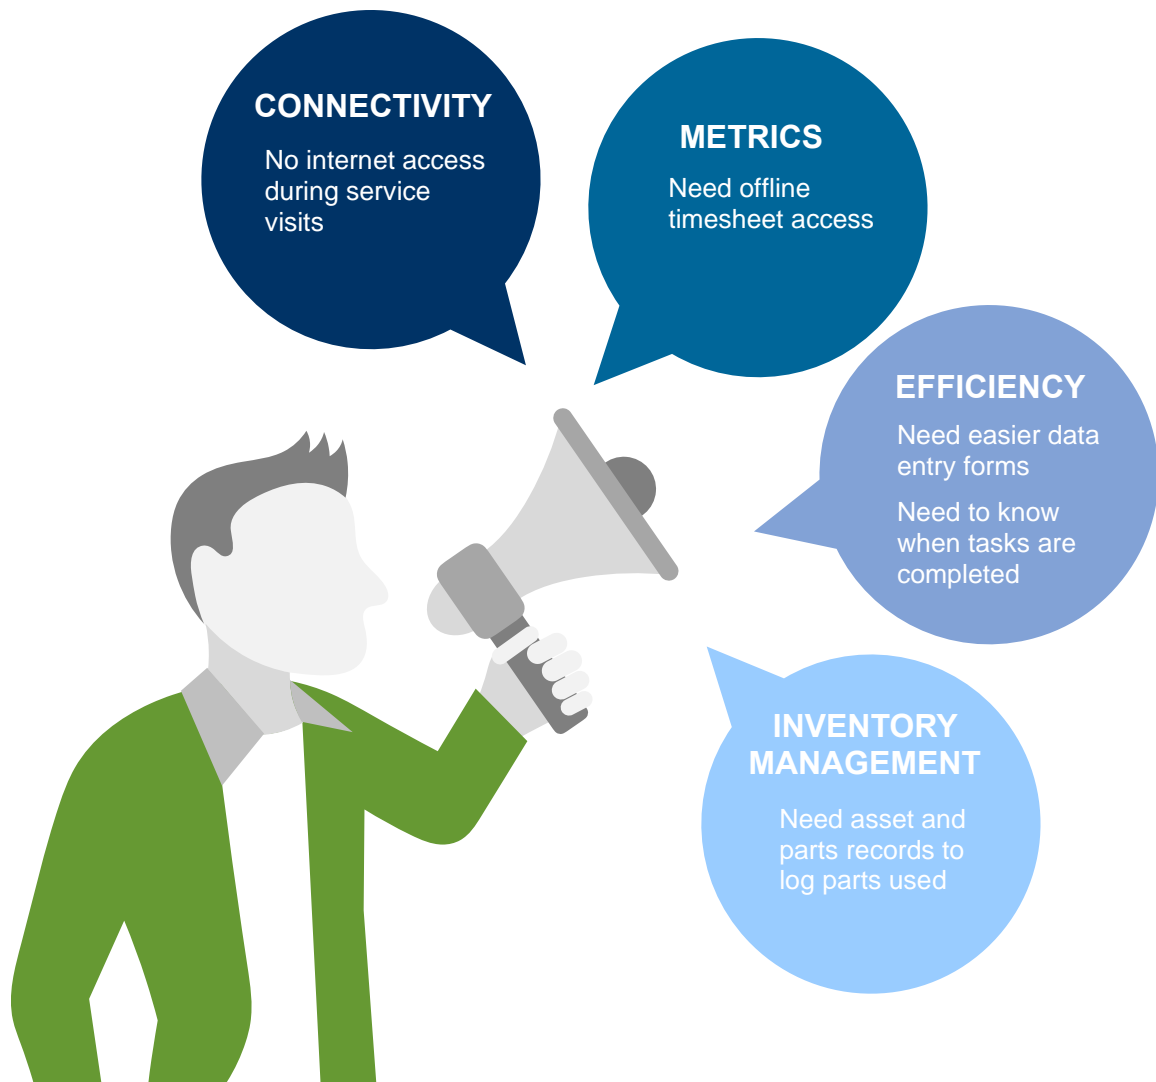 CONNECTIVITY
No internet access
during service
visits
METRICS
Need offline
timesheet access
EFFICIENCY
Need easier data
entry forms
Need to know
when tasks are
completed
INVENTORY
MANAGEMENT
Need asset and
parts records to
log parts used